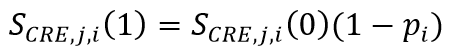 S_{CRE,j,i}(1) = S_{CRE,j,i}(0)(1 − p_i)